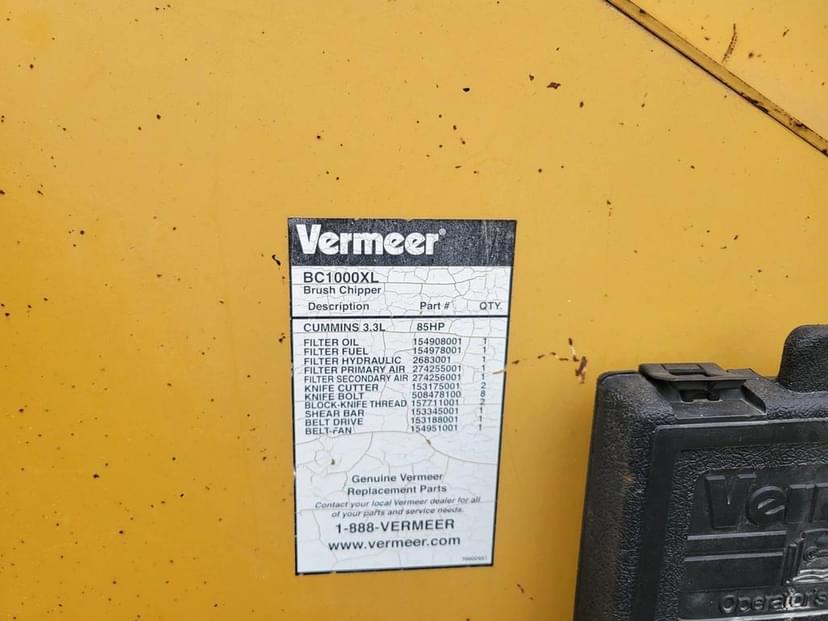 Vermeer®
BC1000XL
Brush Chipper
Description Part # QTY.
CUMMINS 3.3L 85HP
FILTER OIL 154908001 1
FILTER FUEL 154978001 1
FILTER HYDRAULIC 2683001 1
FILTER PRIMARY AIR 274255001 1
FILTER SECONDARY AIR 274256001 1
KNIFE CUTTER 153175001 2
KNIFE BOLT 508478100 8
BLOCK-KNIFE THREAD 157711001 2
SHEAR BAR 153345001 1
BELT DRIVE 153188001 1
BELT-FAN 154951001 1
Genuine Vermeer
Replacement Parts
Contact your local Vermeer dealer for all
of your parts and service needs.
1-888-VERMEER
www.vermeer.com
Verm
Operator's